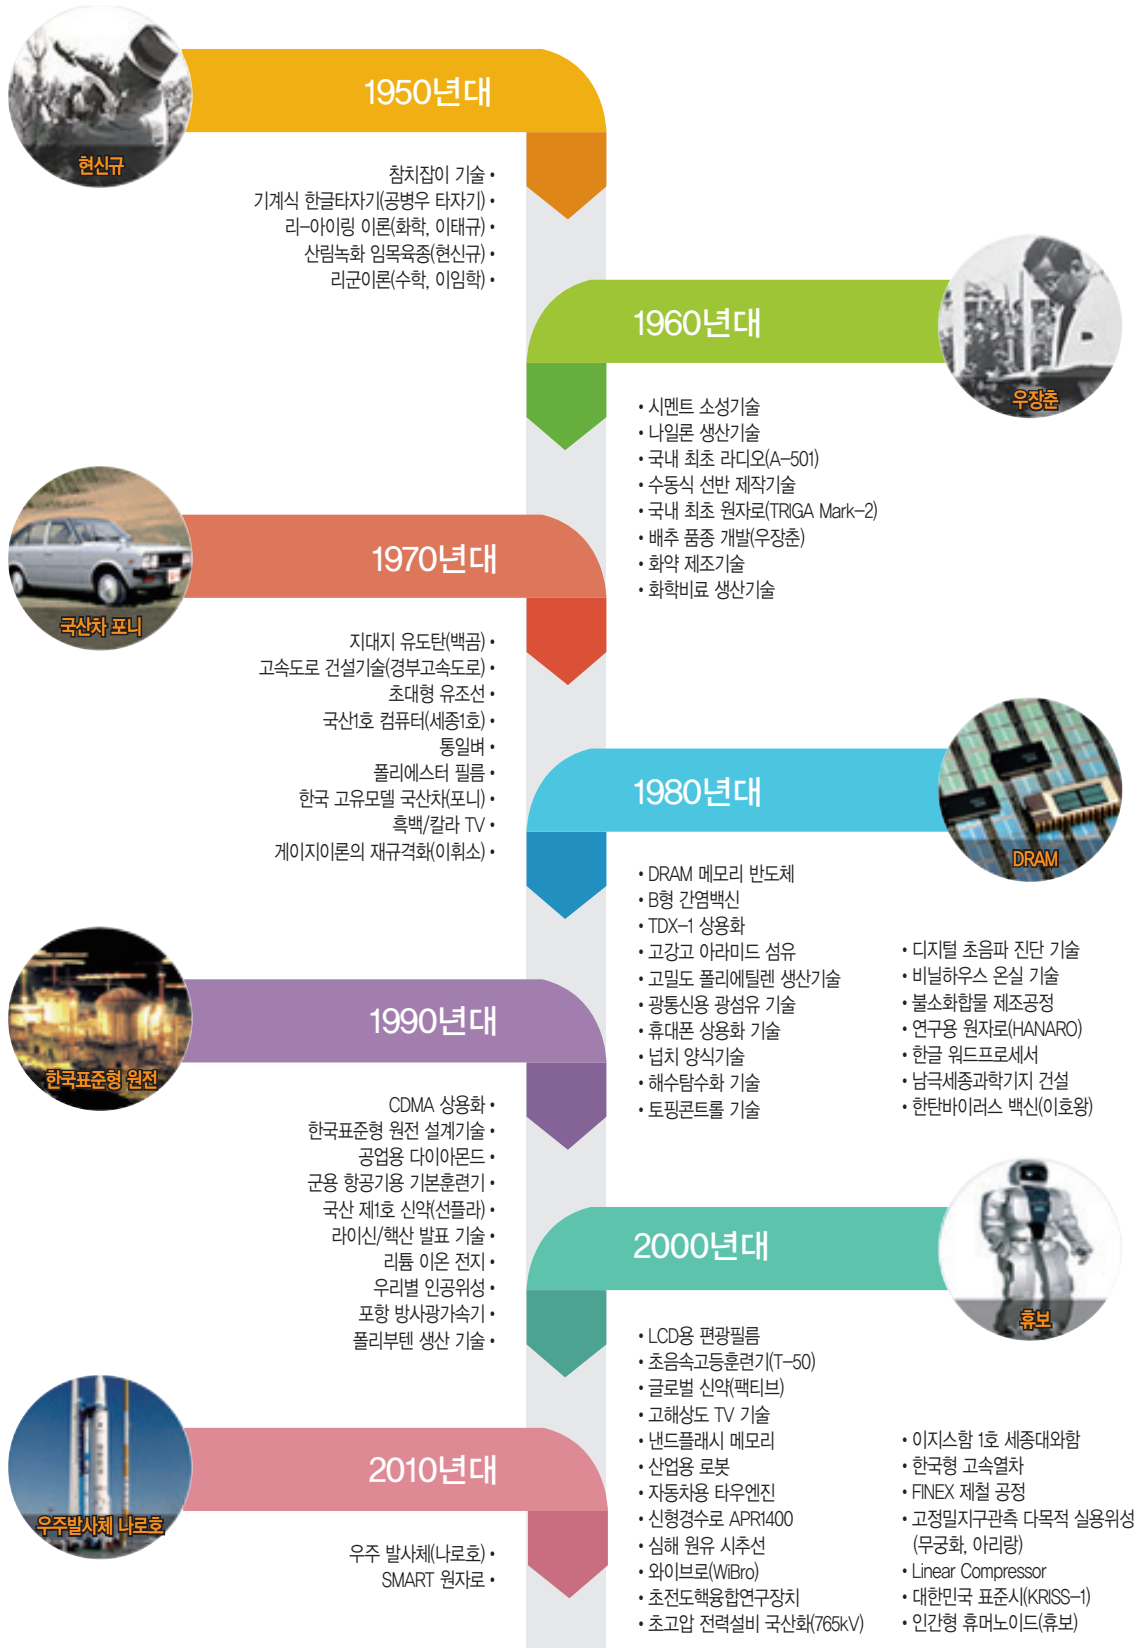 현신규
1950년대
참치잡이 기술 •
기계식 한글타자기(공병우 타자기) •
리-아이링 이론(화학, 이태규) •
산림녹화 임목육종(현신규) •
리군이론(수학, 이임학) •
1960년대
우장춘
• 시멘트 소성기술
• 나일론 생산기술
• 국내 최초 라디오(A-501)
• 수동식 선반 제작기술
• 국내 최초 원자로(TRIGA Mark-2)
• 배추 품종 개발(우장춘)
• 화약 제조기술
• 화학비료 생산기술
국산차 포니
1970년대
지대지 유도탄(백곰) •
고속도로 건설기술(경부고속도로) •
초대형 유조선 •
국산1호 컴퓨터(세종1호) •
통일벼 •
폴리에스터 필름 •
한국 고유모델 국산차(포니) •
흑백/칼라 TV •
게이지이론의 재규격화(이휘소) •
1980년대
DRAM
• DRAM 메모리 반도체
• B형 간염백신
• TDX-1 상용화
• 고강고 아라미드 섬유
• 고밀도 폴리에틸렌 생산기술
• 광통신용 광섬유 기술
• 휴대폰 상용화 기술
• 넙치 양식기술
• 해수탐수화 기술
• 토핑콘트롤 기술
• 디지털 초음파 진단 기술
• 비닐하우스 온실 기술
• 불소화합물 제조공정
• 연구용 원자로(HANARO)
• 한글 워드프로세서
• 남극세종과학기지 건설
• 한탄바이러스 백신(이호왕)
한국표준형 원전
1990년대
CDMA 상용화 •
한국표준형 원전 설계기술 •
공업용 다이아몬드 •
군용 항공기용 기본훈련기 •
국산 제1호 신약(선플라) •
라이신/핵산 발표 기술 •
리튬 이온 전지 •
우리별 인공위성 •
포항 방사광가속기 •
폴리부텐 생산 기술 •
2000년대
휴보
• LCD용 편광필름
• 초음속고등훈련기(T-50)
• 글로벌 신약(팩티브)
• 고해상도 TV 기술
• 낸드플래시 메모리
• 산업용 로봇
• 자동차용 타우엔진
• 신형경수로 APR1400
• 심해 원유 시추선
• 와이브로(WiBro)
• 초전도핵융합연구장치
• 초고압 전력설비 국산화(765kV)
• 이지스함 1호 세종대와함
• 한국형 고속열차
• FINEX 제철 공정
• 고정밀지구관측 다목적 실용위성
(무궁화, 아리랑)
• Linear Compressor
• 대한민국 표준시(KRISS-1)
• 인간형 휴머노이드(휴보)
우주발사체 나로호
2010년대
우주 발사체(나로호) •
SMART 원자로 •